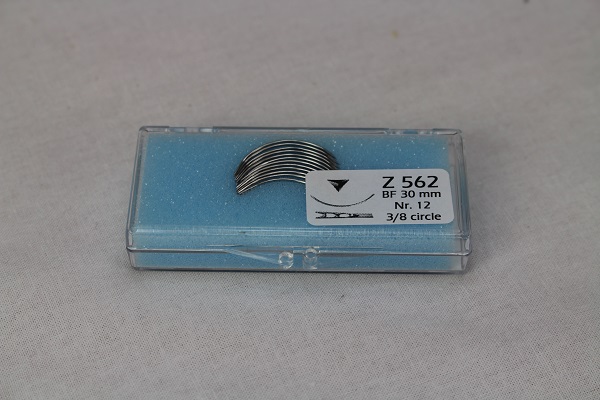 Z 562
BF 30 mm
Nr. 12
3/8 circle